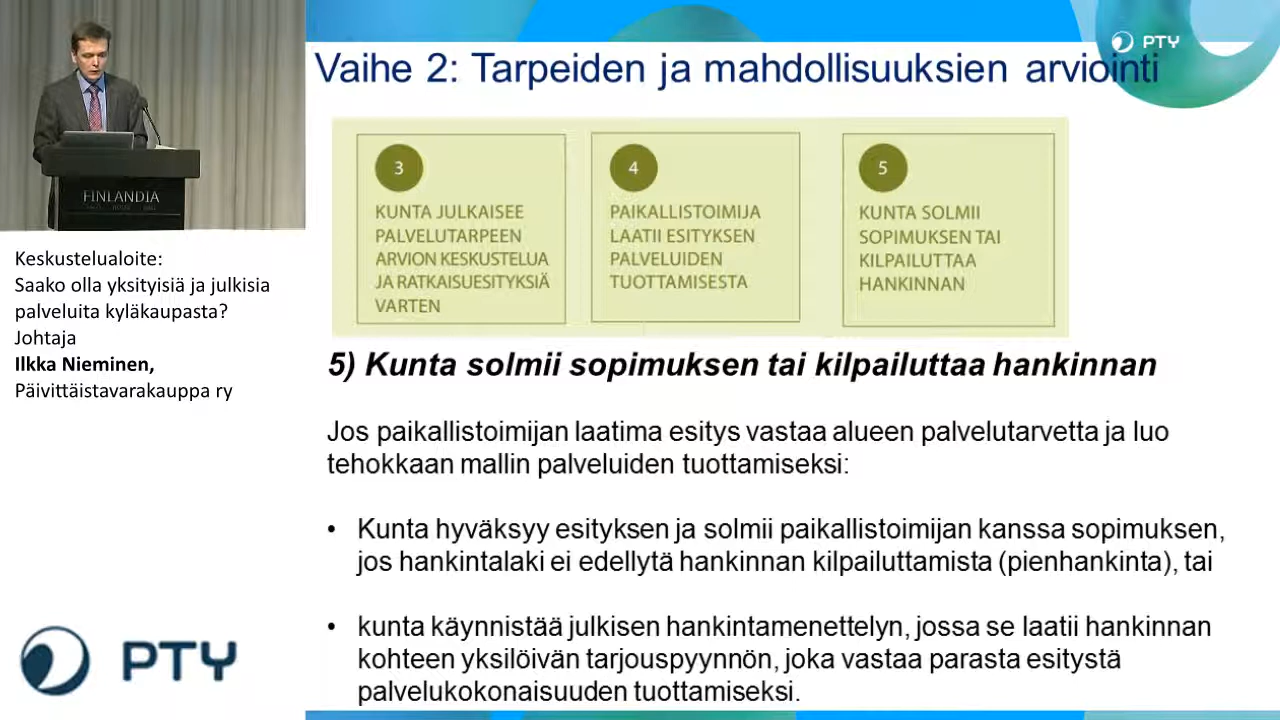 PTY
Vaihe 2: Tarpeiden ja mahdollisuuksien arviointi
3
KUNTA JULKAISEE
PALVELUTARPEEN
ARVION KESKUSTELUA
JA RATKAISUESITYKSIÄ
VARTEN
4
PAIKALLISTOIMIJA
LAATII ESITYKSEN
PALVELUIDEN
TUOTTAMISESTA
5
KUNTA SOLMII
SOPIMUKSEN TAI
KILPAILUTTAA
HANKINNAN
FINLANDIA
Keskustelualoite:
Saako olla yksityisiä ja julkisia
palveluita kyläkaupasta?
Johtaja
Ilkka Nieminen,
Päivittäistavarakauppa ry
5) Kunta solmii sopimuksen tai kilpailuttaa hankinnan
Jos paikallistoimijan laatima esitys vastaa alueen palvelutarvetta ja luo
tehokkaan mallin palveluiden tuottamiseksi:
• Kunta hyväksyy esityksen ja solmii paikallistoimijan kanssa sopimuksen,
jos hankintalaki ei edellytä hankinnan kilpailuttamista (pienhankinta), tai
• kunta käynnistää julkisen hankintamenettelyn, jossa se laatii hankinnan
kohteen yksilöivän tarjouspyynnön, joka vastaa parasta esitystä
palvelukokonaisuuden tuottamiseksi.
PTY